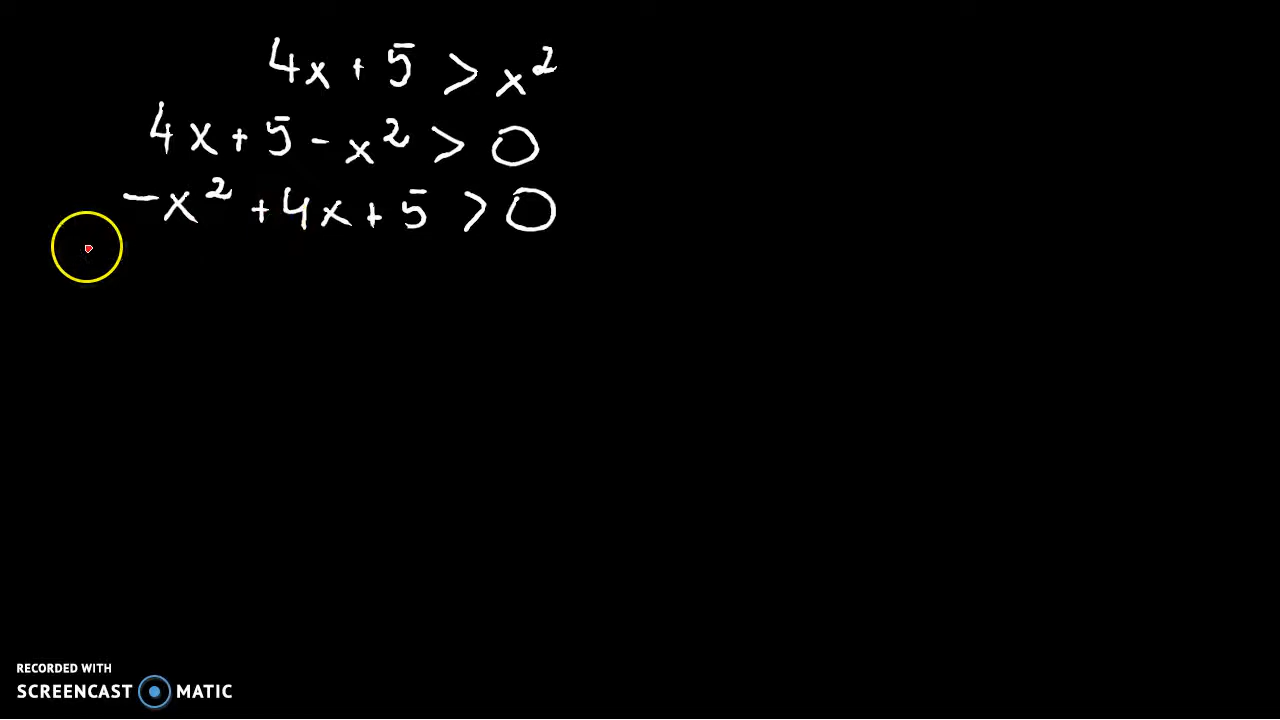 4x + 5 > x²
4x + 5 - x² > 0
-x² + 4x + 5 > 0
RECORDED WITH
SCREENCAST MATIC